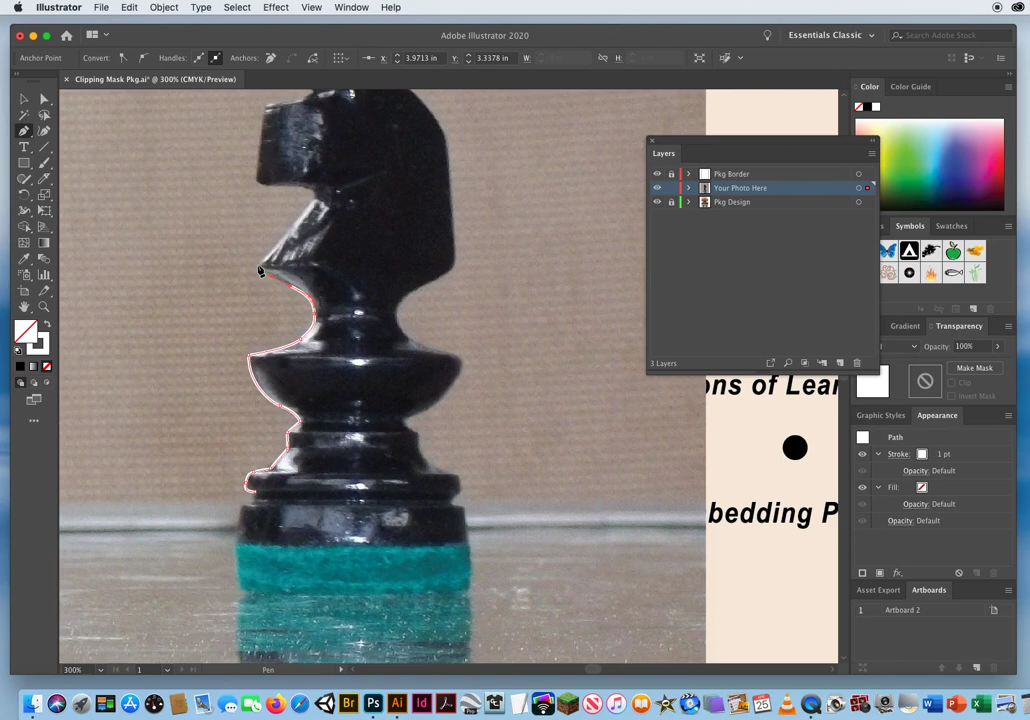 Illustrator File Edit Object Type Select Effect View Window Help
Adobe Illustrator 2020
Essentials Classic
Search Adobe Stock
Anchor Point Convert: Handles: Anchors: X: 3.9713 in Y: 3.3378 in W: H:
Clipping Mask Pkg.ai* @ 300% (CMYK/Preview)
Color Color Guide
Layers
Pkg Border
Your Photo Here
Pkg Design
3 Layers
Symbols Swatches
Gradient Transparency
Opacity: 100%
Make Mask
Clip
Invert Mask
ons of Lear
bedding P
Graphic Styles Appearance
Path
Stroke: 1 pt
Opacity: Default
Fill:
Opacity: Default
Opacity: Default
Asset Export Artboards
1 Artboard 2
300% 1 Pen